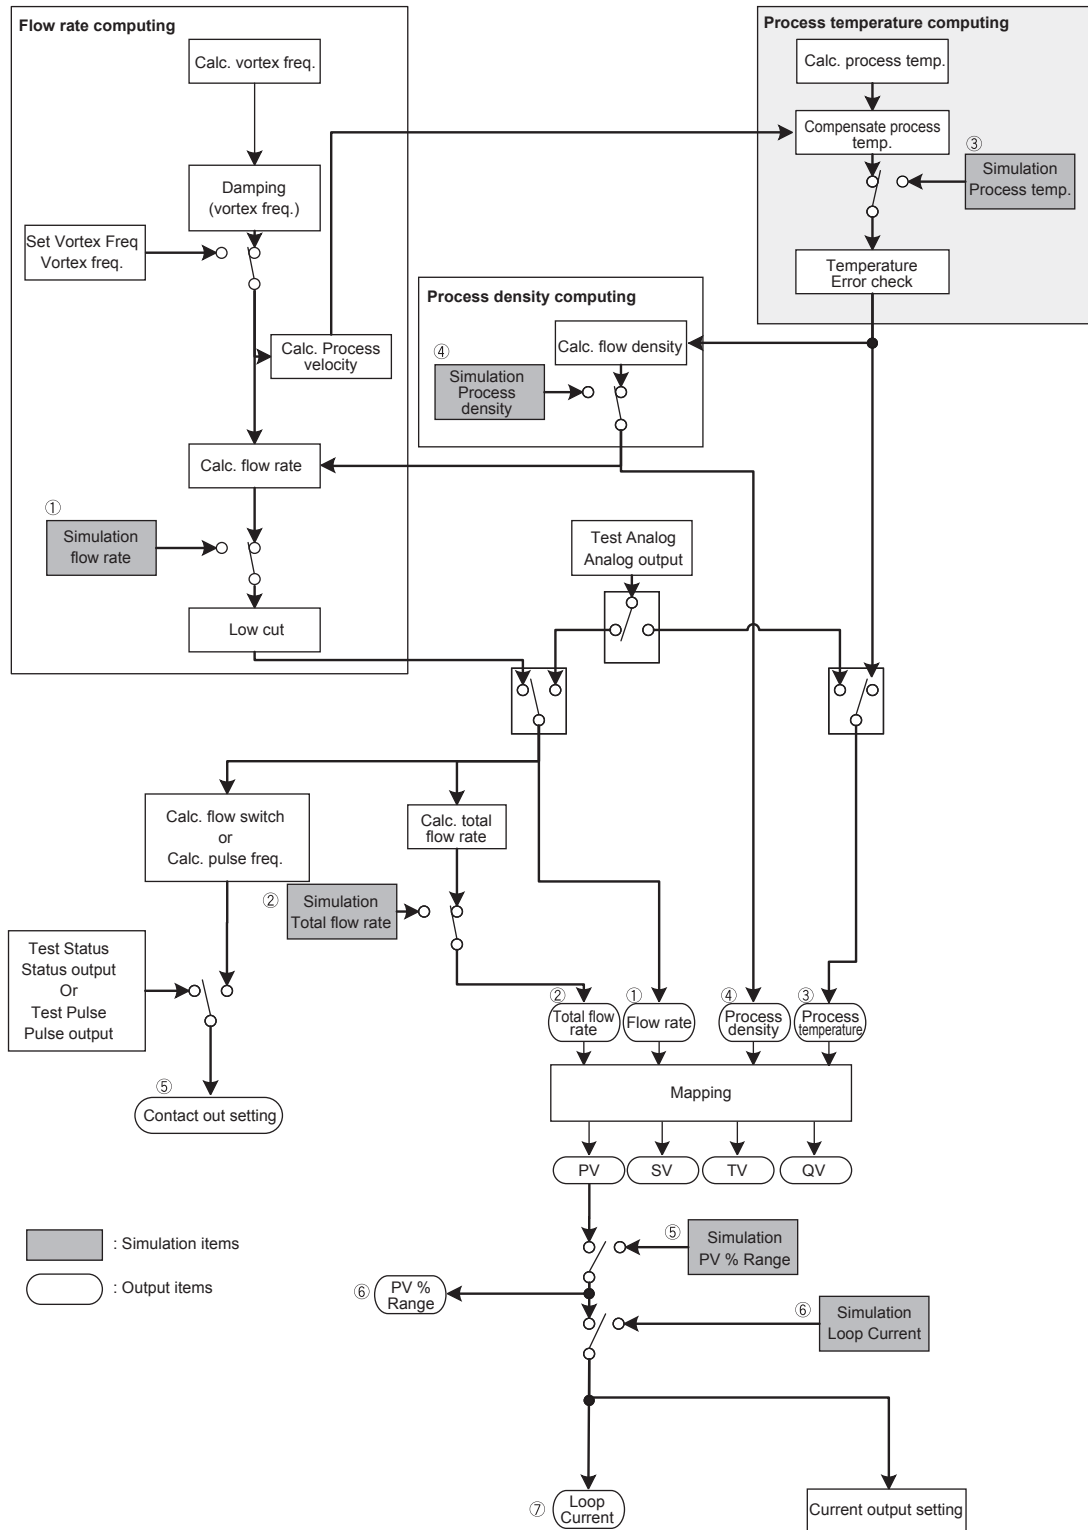 Flow rate computing
Calc. vortex freq.
Damping
(vortex freq.)
Set Vortex Freq
Vortex freq.
Calc. Process
velocity
Calc. flow rate
①
Simulation
flow rate
Low cut
Process temperature computing
Calc. process temp.
Compensate process
temp.
③
Simulation
Process temp.
Temperature
Error check
Process density computing
Calc. flow density
④
Simulation
Process
density
Test Analog
Analog output
Calc. flow switch
or
Calc. pulse freq.
Calc. total
flow rate
②
Simulation
Total flow rate
Test Status
Status output
Or
Test Pulse
Pulse output
⑤
Contact out setting
②
Total flow
rate
①
Flow rate
④
Process
density
③
Process
temperature
Mapping
PV
SV
TV
QV
: Simulation items
: Output items
⑤
Simulation
PV % Range
⑥
PV %
Range
⑥
Simulation
Loop Current
⑦
Loop
Current
Current output setting